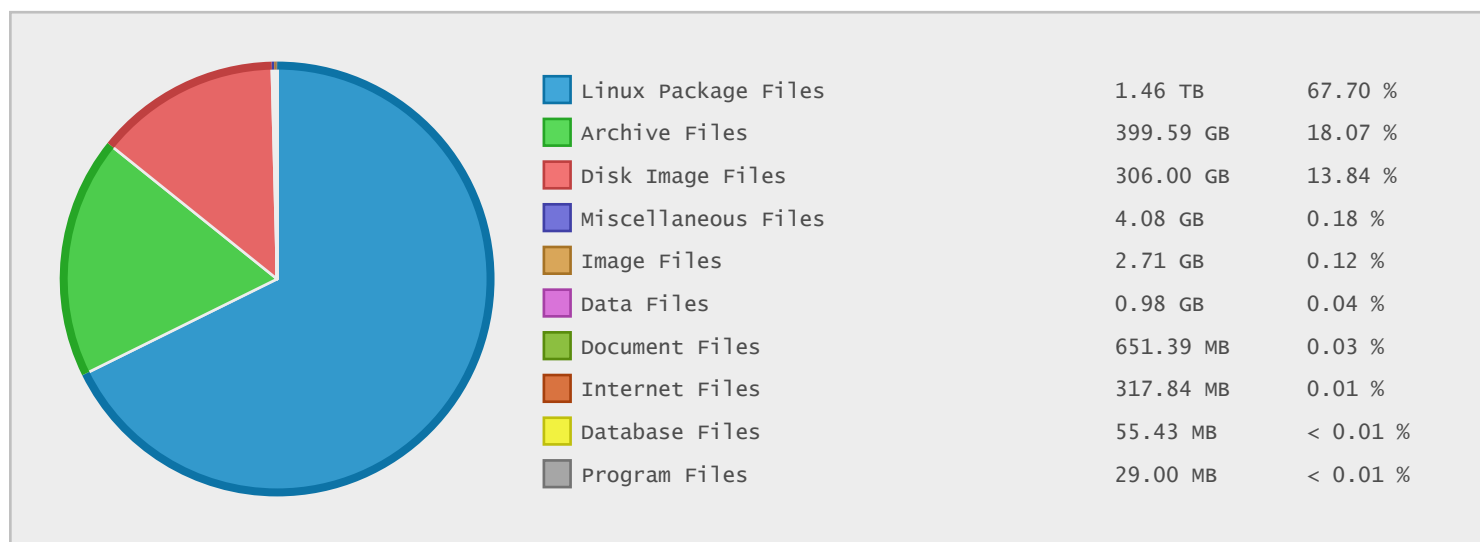 Linux Package Files 1.46 TB 67.70 %
Archive Files 399.59 GB 18.07 %
Disk Image Files 306.00 GB 13.84 %
Miscellaneous Files 4.08 GB 0.18 %
Image Files 2.71 GB 0.12 %
Data Files 0.98 GB 0.04 %
Document Files 651.39 MB 0.03 %
Internet Files 317.84 MB 0.01 %
Database Files 55.43 MB < 0.01 %
Program Files 29.00 MB < 0.01 %